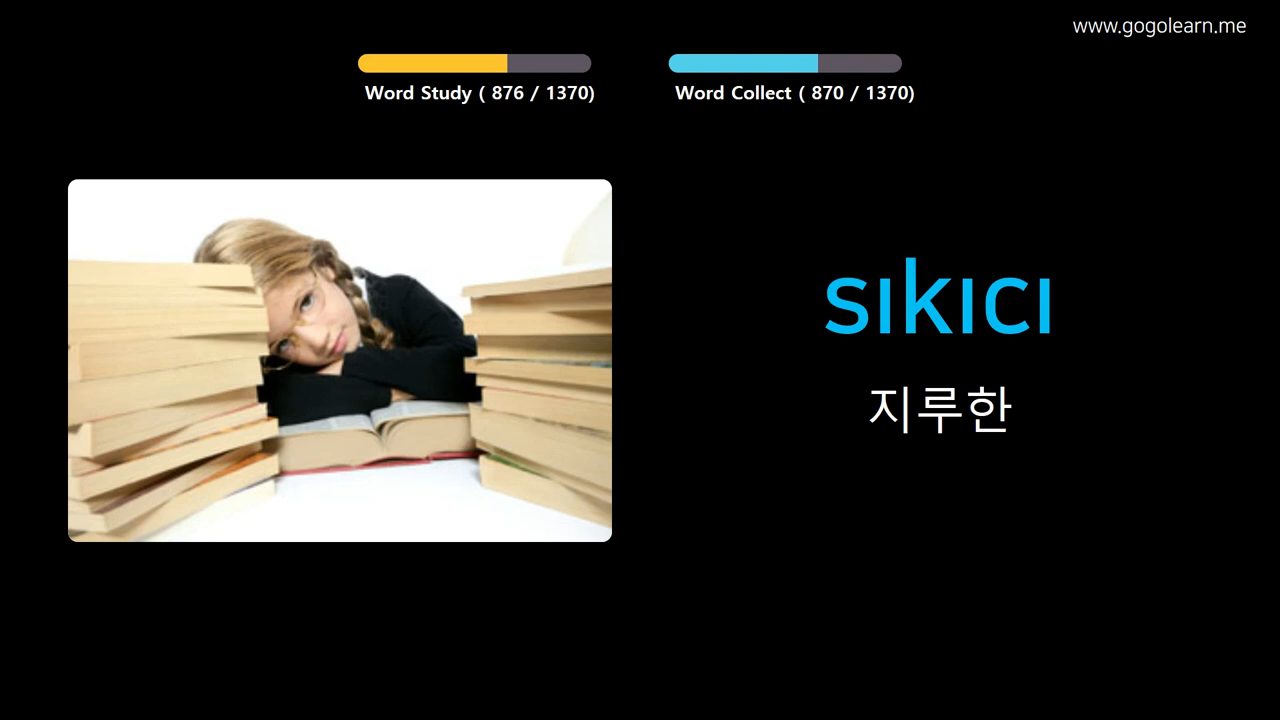 www.gogolearn.me
Word Study ( 876 / 1370)
Word Collect ( 870 / 1370)
sıkıcı
지루한